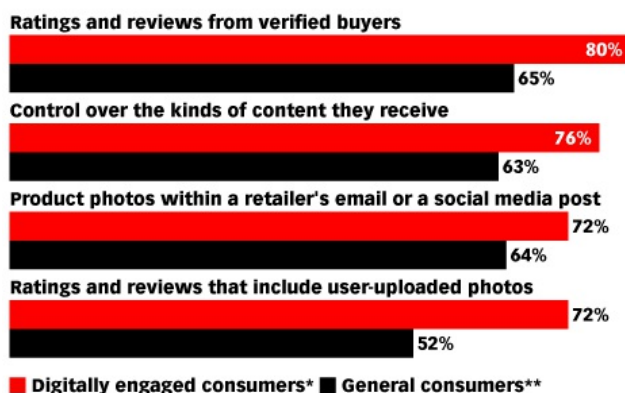 Ratings and reviews from verified buyers
80%
65%
Control over the kinds of content they receive
76%
63%
Product photos within a retailer's email or a social media post
72%
64%
Ratings and reviews that include user-uploaded photos
72%
52%
Digitally engaged consumers* General consumers**